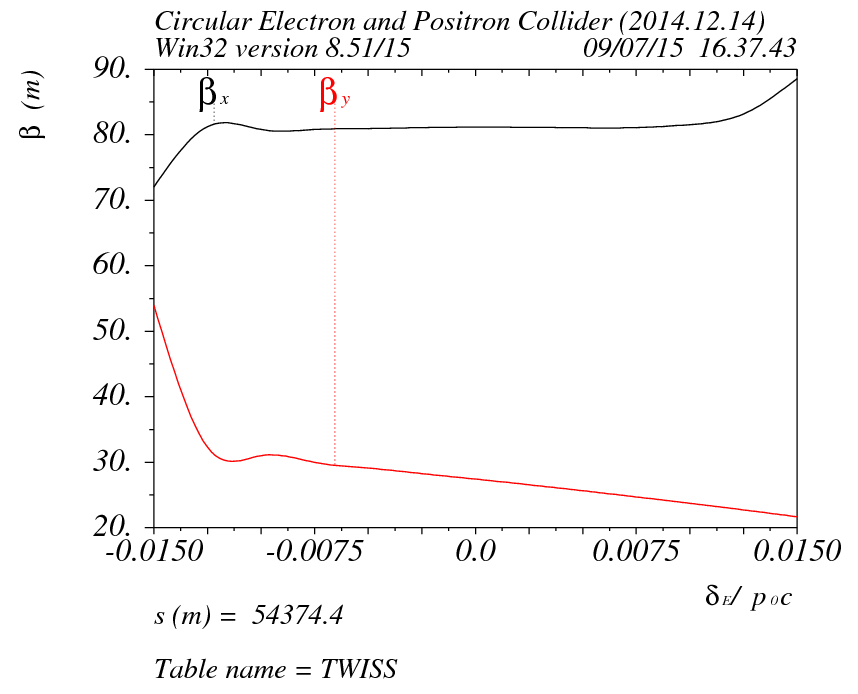 Circular Electron and Positron Collider (2014.12.14)
Win32 version 8.51/15 09/07/15 16.37.43
β (m)
90.
80.
70.
60.
50.
40.
30.
20.
βx
βy
-0.0150 -0.0075 0.0 0.0075 0.0150
δE/ p0c
s (m) = 54374.4
Table name = TWISS